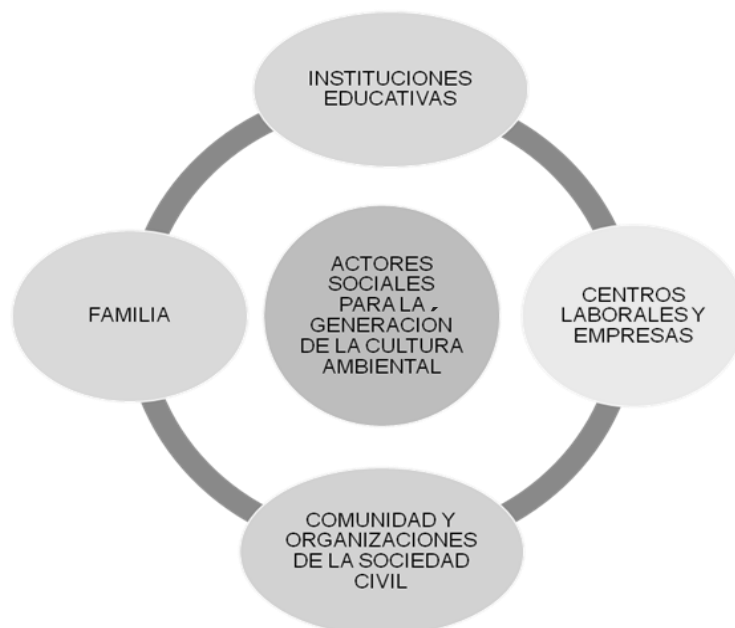 INSTITUCIONES
EDUCATIVAS
FAMILIA
ACTORES
SOCIALES
PARA LA
GENERACIÓN
DE LA CULTURA
AMBIENTAL
CENTROS
LABORALES Y
EMPRESAS
COMUNIDAD Y
ORGANIZACIONES
DE LA SOCIEDAD
CIVIL